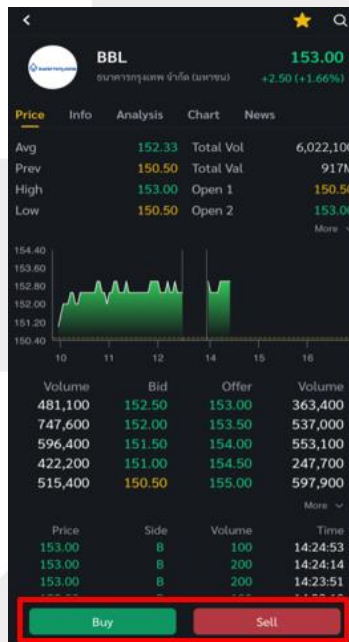 BBL 153.00
ธนาคารกรุงเทพ จำกัด (มหาชน) +2.50 (+1.66%)
Price Info Analysis Chart News
Avg 152.33 Total Vol 6,022,100
Prev 150.50 Total Val 917M
High 153.00 Open 1 150.50
Low 150.50 Open 2 153.00
More
154.40
153.60
152.80
152.00
151.20
150.40
10 11 12 14 15 16
Volume Bid Offer Volume
481,100 152.50 153.00 363,400
747,600 152.00 153.50 537,000
596,400 151.50 154.00 553,100
422,200 151.00 154.50 247,700
515,400 150.50 155.00 597,900
More
Price Side Volume Time
153.00 B 100 14:24:53
153.00 B 200 14:24:14
153.00 B 200 14:23:51
Buy Sell